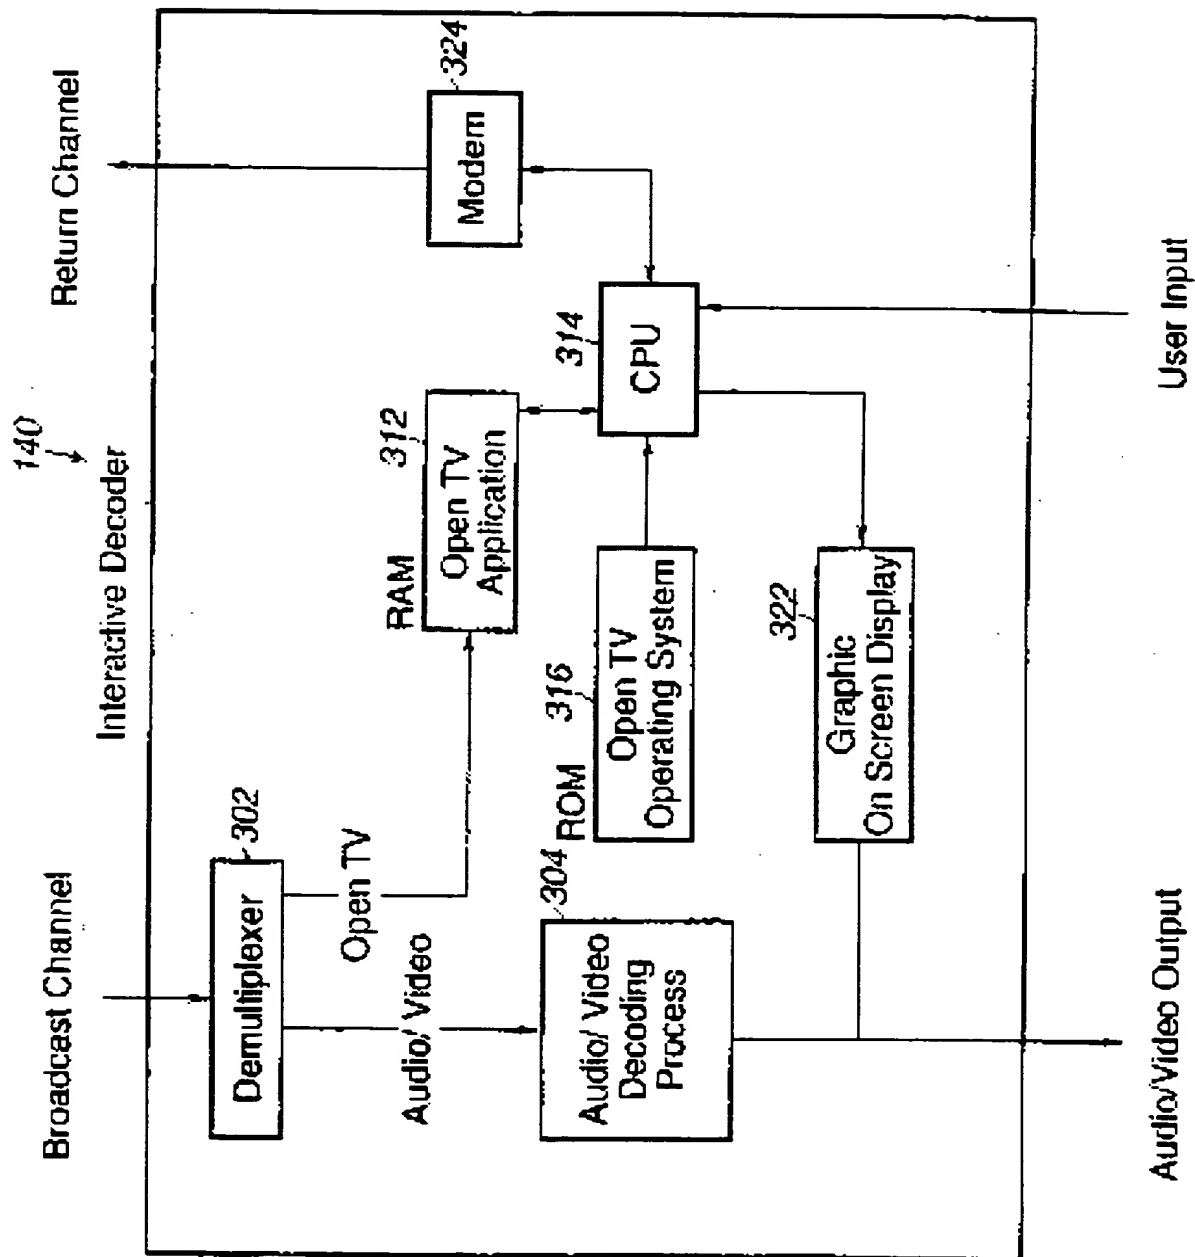 140
Interactive Decoder
Broadcast Channel
Return Channel
Demultiplexer
302
Open TV
Audio/ Video
304
Audio/ Video
Decoding
Process
RAM
312
Open TV
Application
ROM
316
Open TV
Operating System
314
CPU
324
Modem
322
Graphic
On Screen Display
Audio/Video Output
User Input